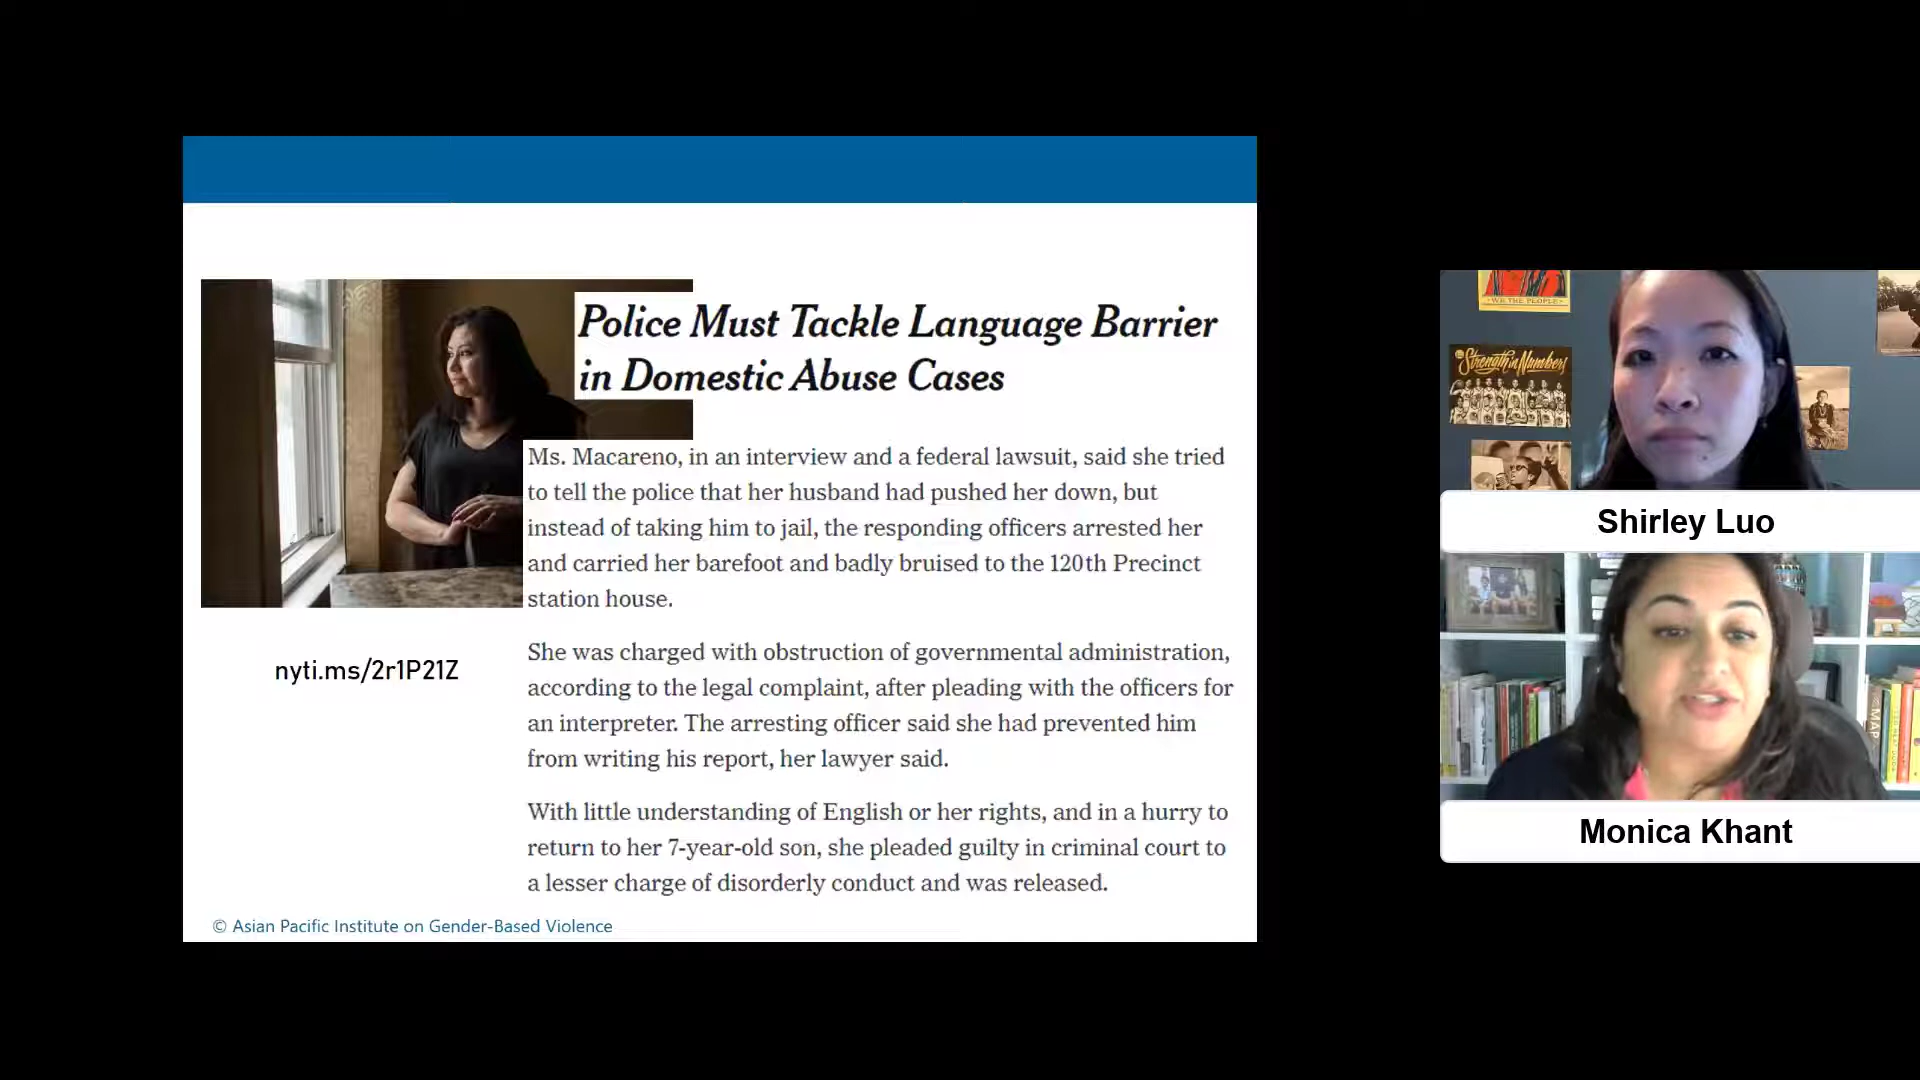 Police Must Tackle Language Barrier
in Domestic Abuse Cases
Ms. Macareno, in an interview and a federal lawsuit, said she tried
to tell the police that her husband had pushed her down, but
instead of taking him to jail, the responding officers arrested her
and carried her barefoot and badly bruised to the 120th Precinct
station house.
She was charged with obstruction of governmental administration,
according to the legal complaint, after pleading with the officers for
an interpreter. The arresting officer said she had prevented him
from writing his report, her lawyer said.
With little understanding of English or her rights, and in a hurry to
return to her 7-year-old son, she pleaded guilty in criminal court to
a lesser charge of disorderly conduct and was released.
nyti.ms/2r1P21Z
© Asian Pacific Institute on Gender-Based Violence
WE THE PEOPLE
Strength in Numbers
Shirley Luo
MAP
Monica Khant